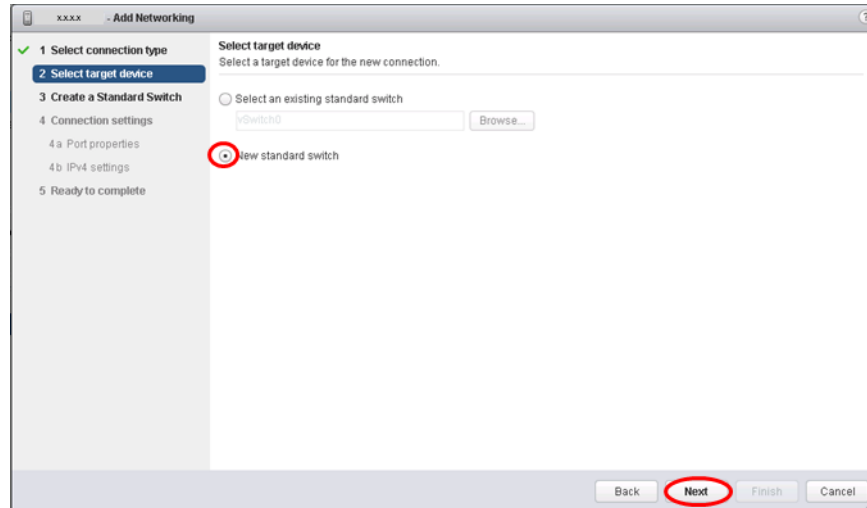 xxxx - Add Networking
1 Select connection type
2 Select target device
3 Create a Standard Switch
4 Connection settings
4a Port properties
4b IPv4 settings
5 Ready to complete
Select target device
Select a target device for the new connection.
Select an existing standard switch
vSwitch0
Browse...
New standard switch
Back
Next
Finish
Cancel